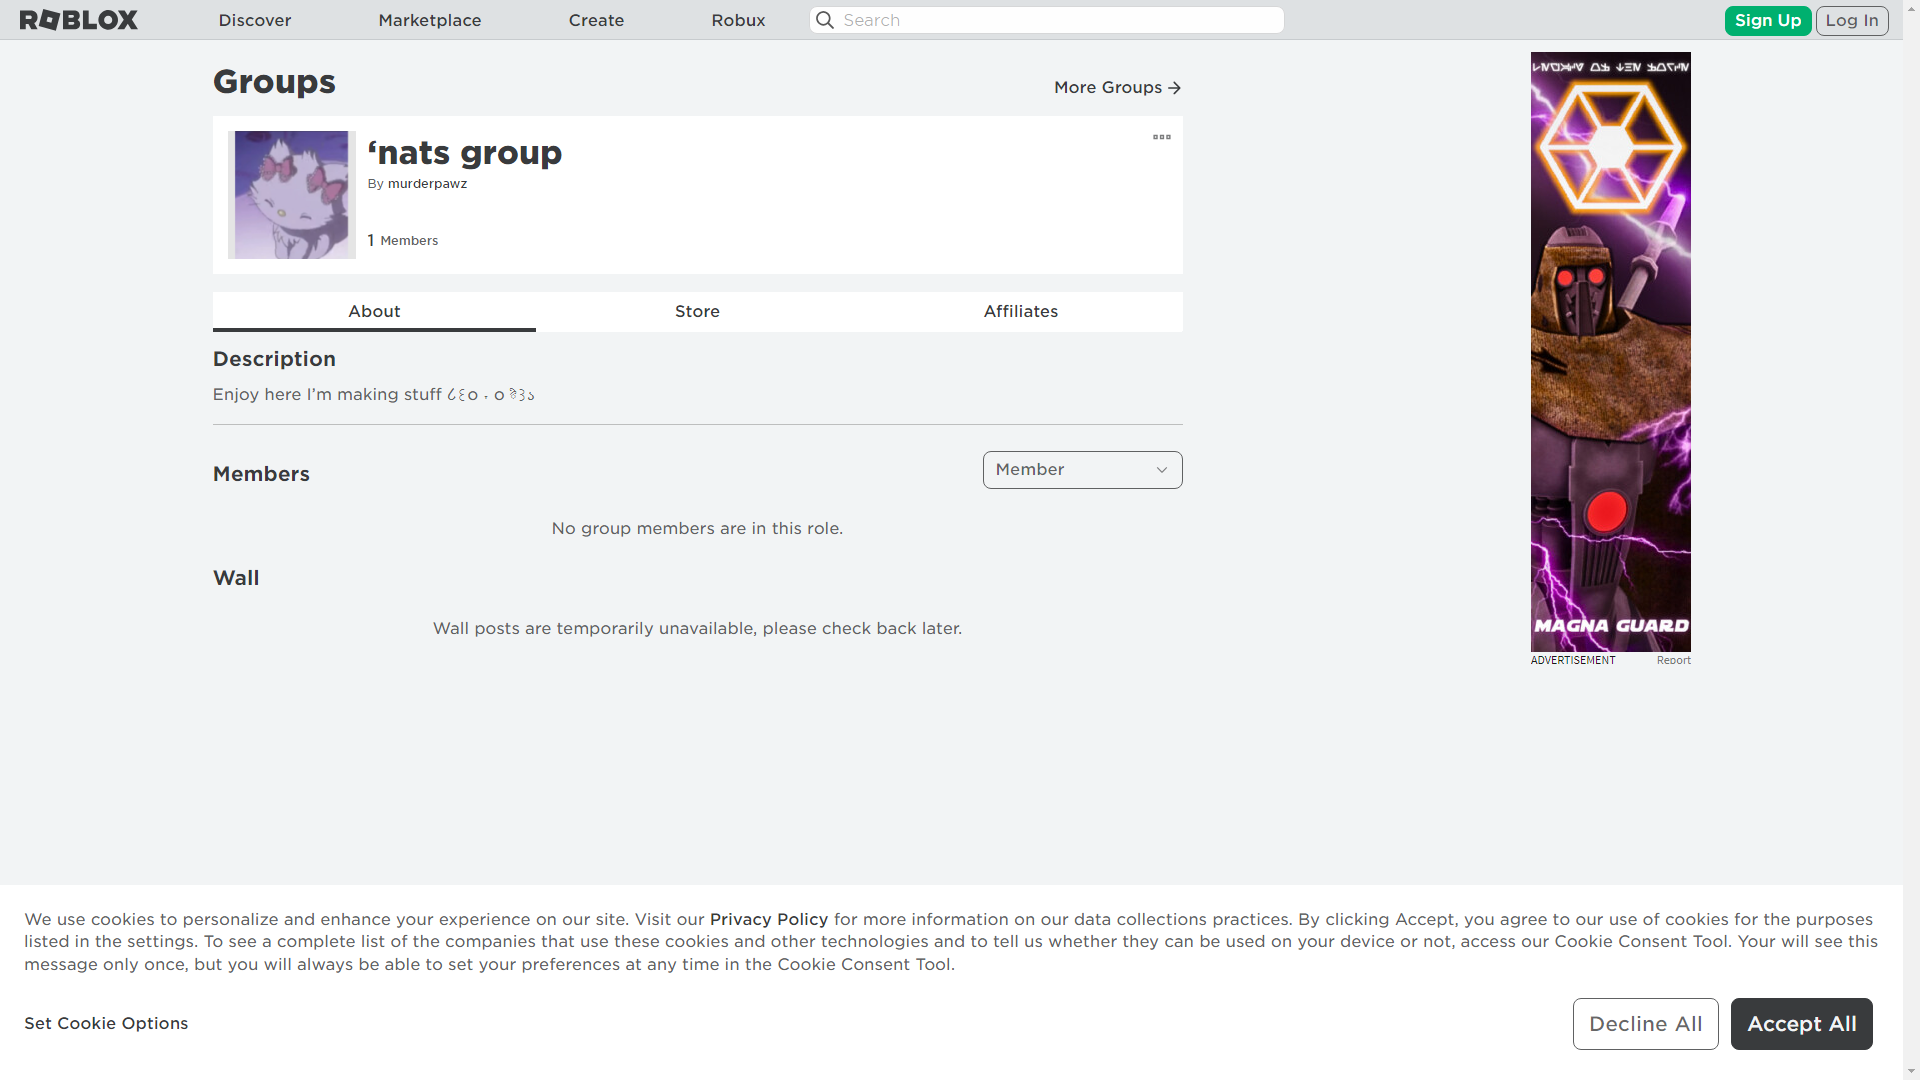 ROBLOX
Discover
Marketplace
Create
Robux
Search
Sign Up
Log In
Groups
More Groups
‘nats group
By murderpawz
1 Members
About
Store
Affiliates
Description
Enjoy here I’m making stuff
Members
Member
No group members are in this role.
Wall
Wall posts are temporarily unavailable, please check back later.
MAGNA GUARD
ADVERTISEMENT
Report
We use cookies to personalize and enhance your experience on our site. Visit our Privacy Policy for more information on our data collections practices. By clicking Accept, you agree to our use of cookies for the purposes
listed in the settings. To see a complete list of the companies that use these cookies and other technologies and to tell us whether they can be used on your device or not, access our Cookie Consent Tool. Your will see this
message only once, but you will always be able to set your preferences at any time in the Cookie Consent Tool.
Set Cookie Options
Decline All
Accept All